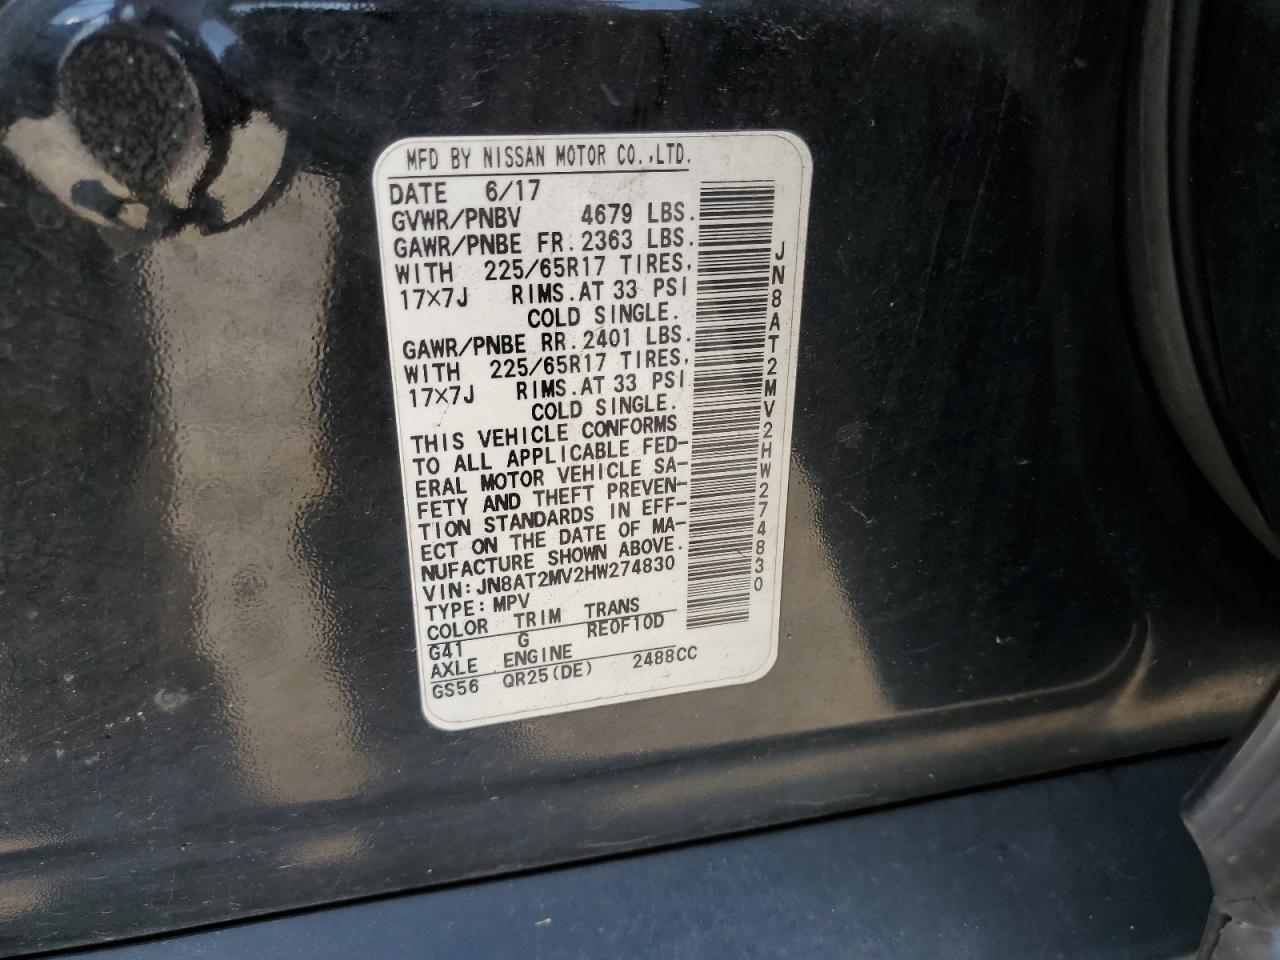 MFD BY NISSAN MOTOR CO.,LTD.
DATE 6/17
GVWR/PNBV 4679 LBS.
GAWR/PNBE FR. 2363 LBS.
WITH 225/65R17 TIRES,
17×7J RIMS.AT 33 PSI
COLD SINGLE.
GAWR/PNBE RR. 2401 LBS.
WITH 225/65R17 TIRES,
17×7J RIMS.AT 33 PSI
COLD SINGLE.
THIS VEHICLE CONFORMS
TO ALL APPLICABLE FED-
ERAL MOTOR VEHICLE SA-
FETY AND THEFT PREVEN-
TION STANDARDS IN EFF-
ECT ON THE DATE OF MA-
NUFACTURE SHOWN ABOVE.
VIN:JN8AT2MV2HW274830
TYPE:MPV
COLOR TRIM TRANS
G41 G RE0F10D
AXLE ENGINE
GS56 QR25(DE) 2488CC
JN8AT2MV2HW274830